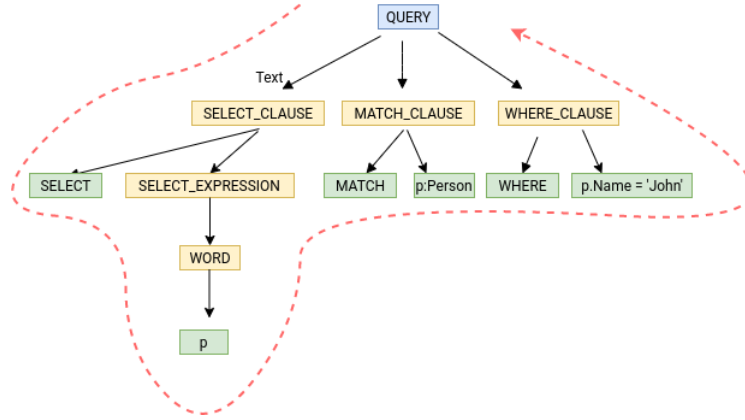 QUERY
Text
SELECT_CLAUSE
MATCH_CLAUSE
WHERE_CLAUSE
SELECT
SELECT_EXPRESSION
MATCH
p:Person
WHERE
p.Name = 'John'
WORD
p